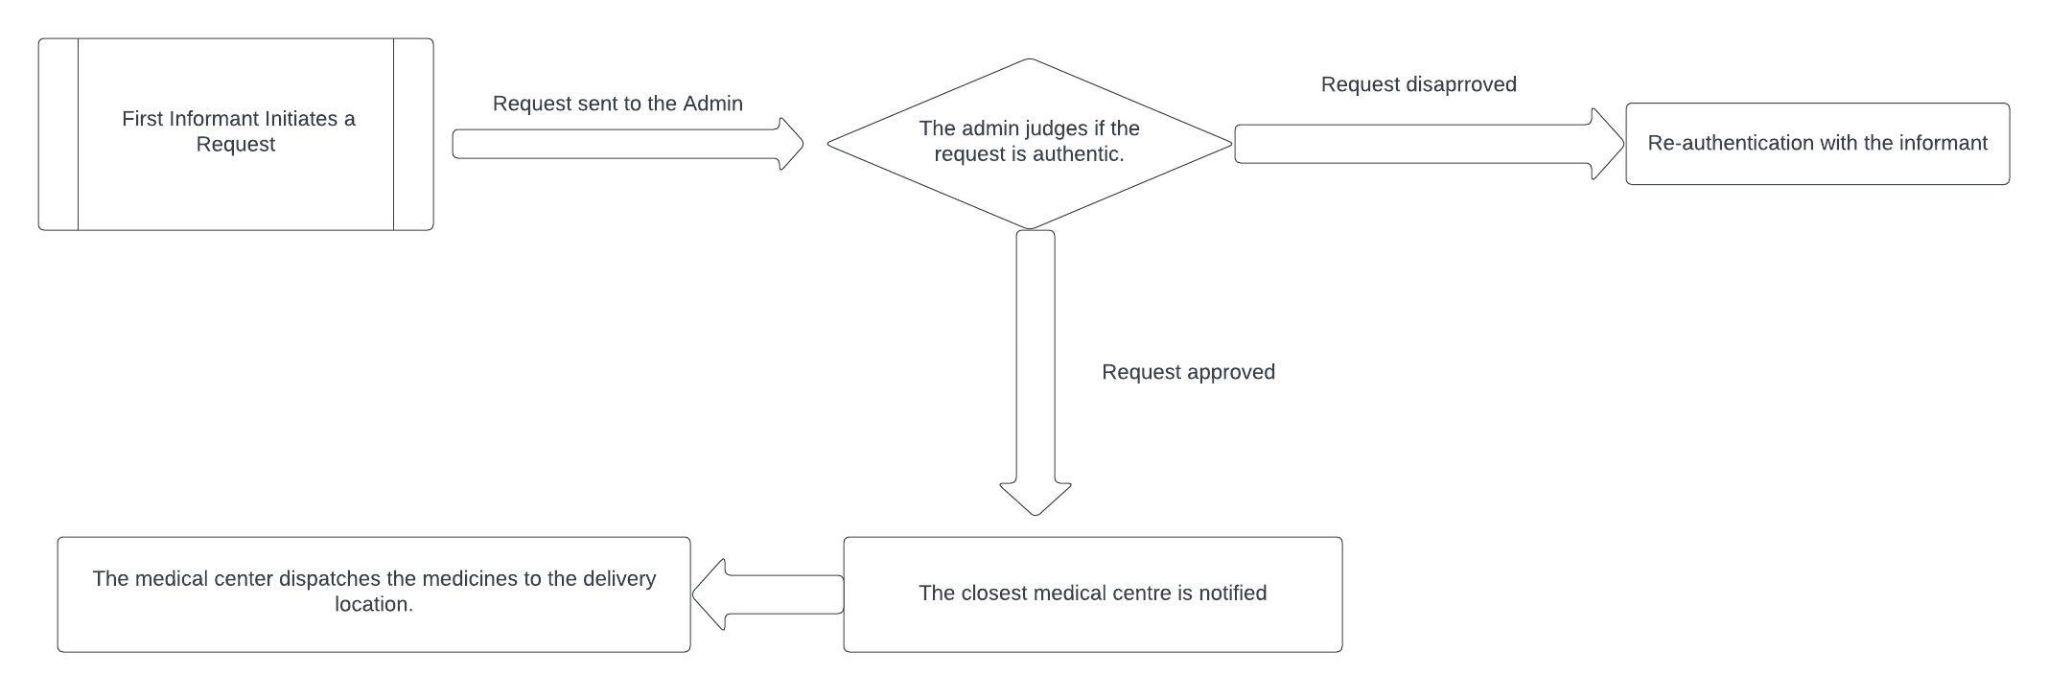 First Informant Initiates a
Request
Request sent to the Admin
The admin judges if the
request is authentic.
Request disaprroved
Re-authentication with the informant
Request approved
The medical center dispatches the medicines to the delivery
location.
The closest medical centre is notified